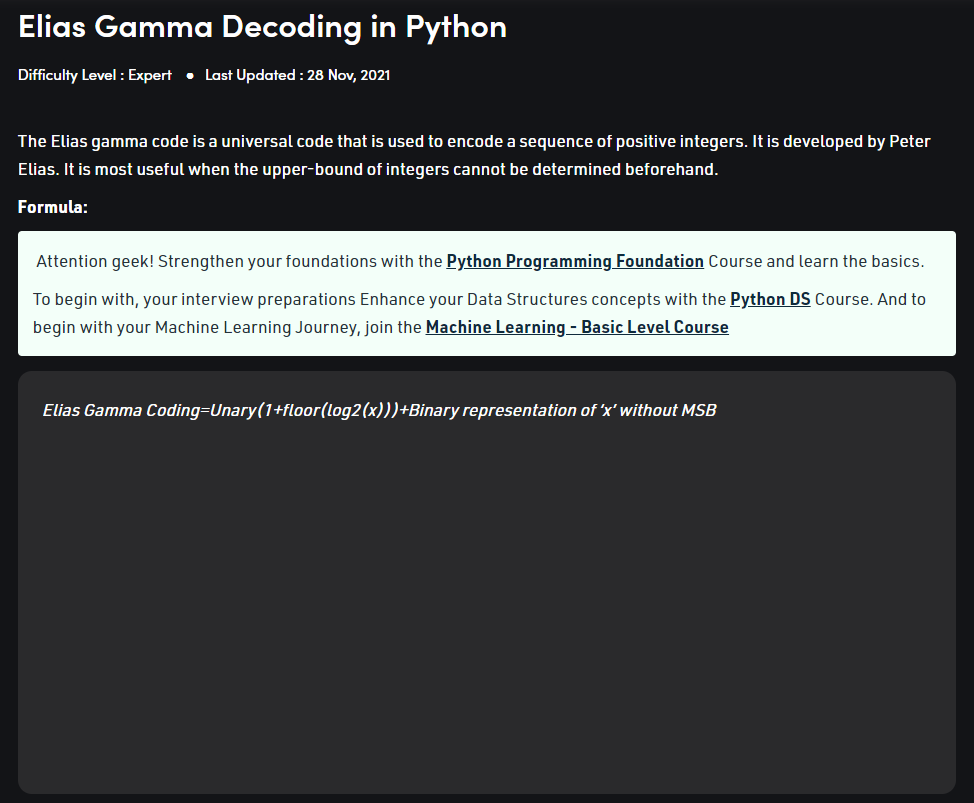 Elias Gamma Decoding in Python
Difficulty Level : Expert ● Last Updated : 28 Nov, 2021
The Elias gamma code is a universal code that is used to encode a sequence of positive integers. It is developed by Peter
Elias. It is most useful when the upper-bound of integers cannot be determined beforehand.
Formula:
Attention geek! Strengthen your foundations with the Python Programming Foundation Course and learn the basics.
To begin with, your interview preparations Enhance your Data Structures concepts with the Python DS Course. And to
begin with your Machine Learning Journey, join the Machine Learning - Basic Level Course
Elias Gamma Coding=Unary(1+floor(log2(x)))+Binary representation of ‘x’ without MSB